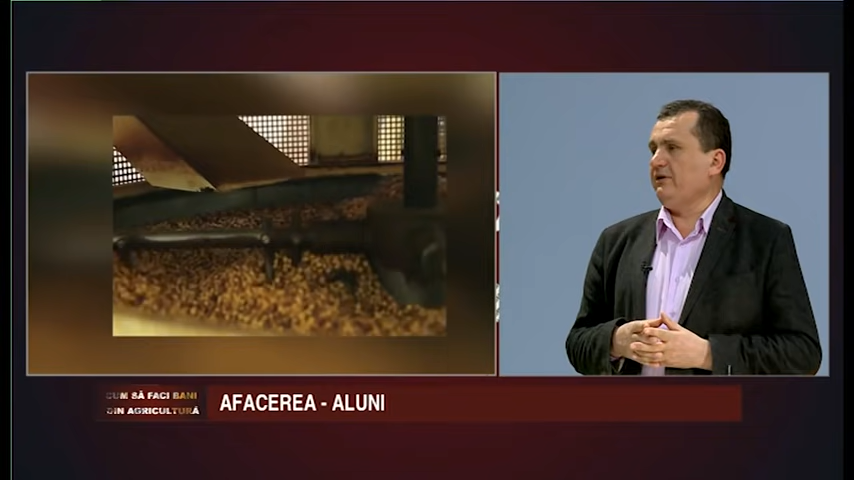 CUM SĂ FACI BANI
DIN AGRICULTURĂ
AFACEREA - ALUNI